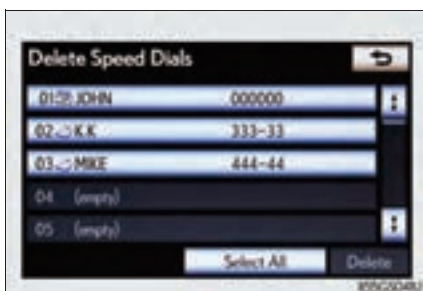 Delete Speed Dials
01 JOHN 000000
02 K.K 333-33
03 MIKE 444-44
04 (empty)
05 (empty)
Select All Delete